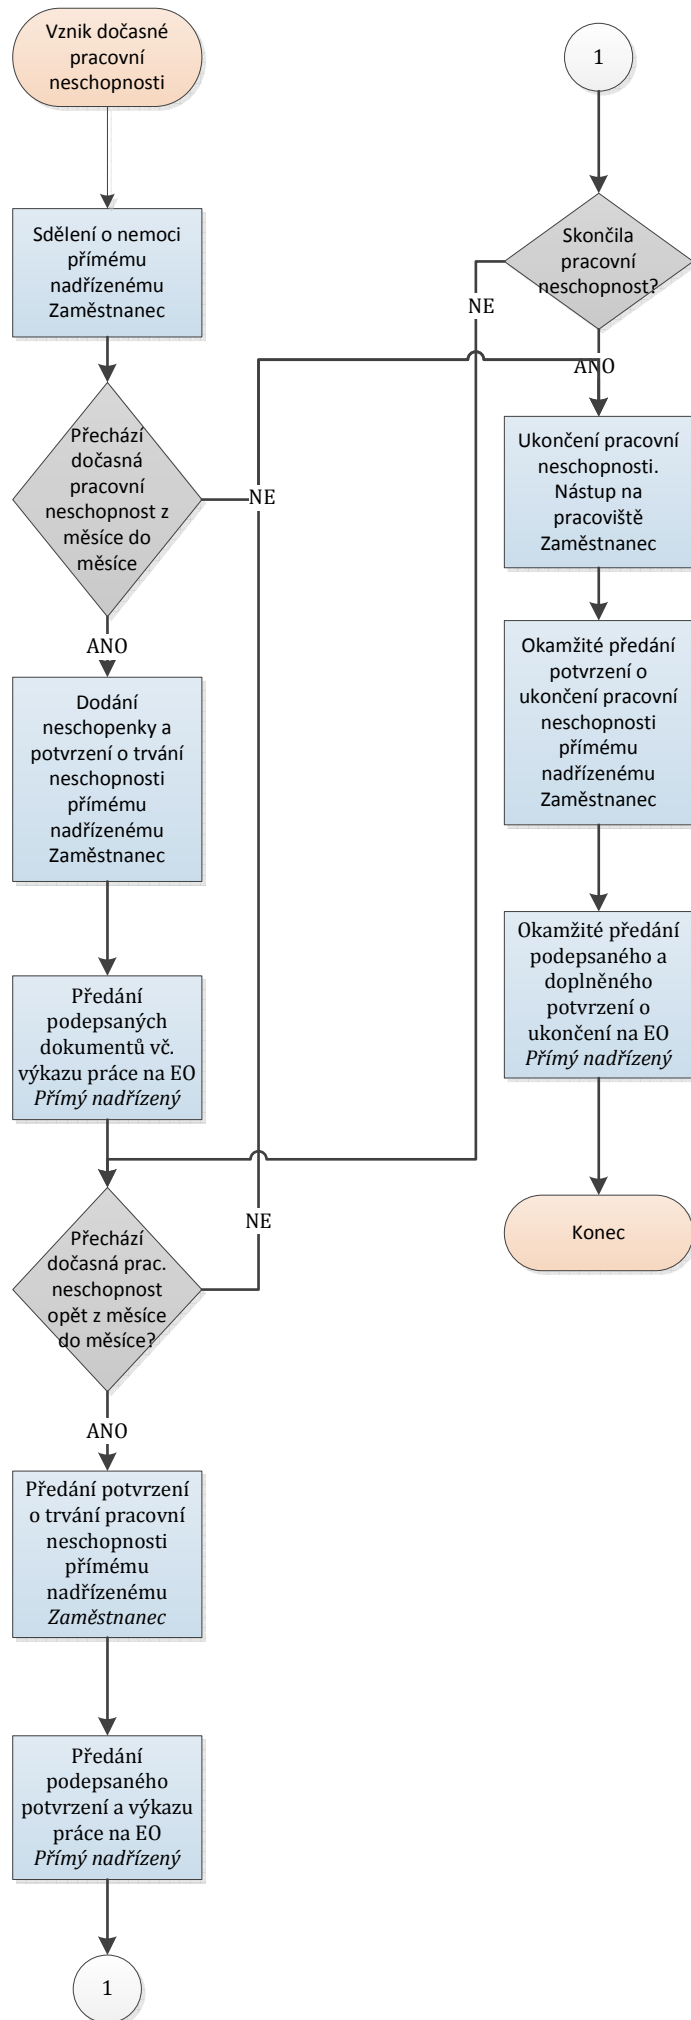 Vznik dočasné
pracovní
neschopnosti
Sdělení o nemoci
přímému
nadřízenému
Zaměstnanec
Přechází
dočasná
pracovní
neschopnost z
měsíce do
měsíce
NE
ANO
Dodání
neschopenky a
potvrzení o trvání
neschopnosti
přímému
nadřízenému
Zaměstnanec
Předání
podepsaných
dokumentů vč.
výkazu práce na EO
Přímý nadřízený
Přechází
dočasná prac.
neschopnost
opět z měsíce
do měsíce?
NE
ANO
Předání potvrzení
o trvání pracovní
neschopnosti
přímému
nadřízenému
Zaměstnanec
Předání
podepsaného
potvrzení a výkazu
práce na EO
Přímý nadřízený
1
1
Skončila
pracovní
neschopnost?
NE
ANO
Ukončení pracovní
neschopnosti.
Nástup na
pracoviště
Zaměstnanec
Okamžité předání
potvrzení o
ukončení pracovní
neschopnosti
přímému
nadřízenému
Zaměstnanec
Okamžité předání
podepsaného a
doplněného
potvrzení o
ukončení na EO
Přímý nadřízený
Konec